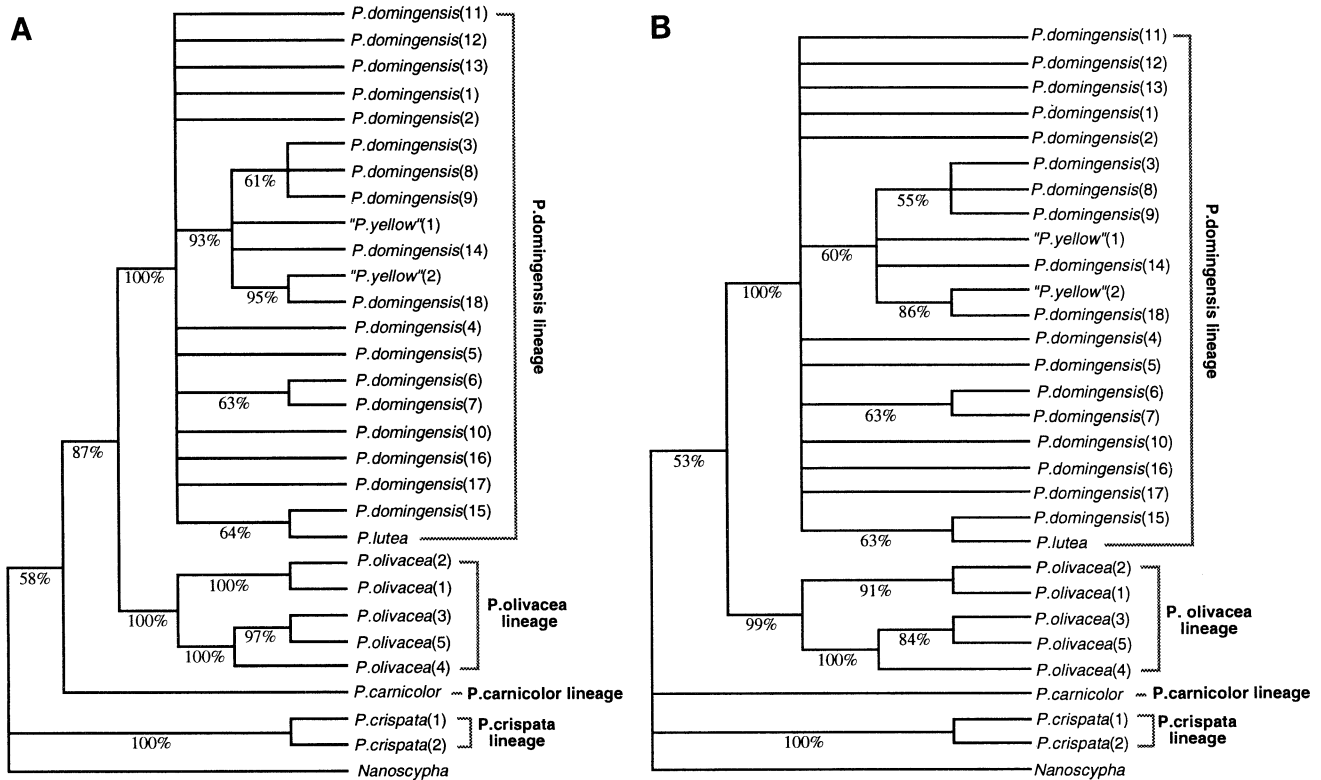 A
P.domingensis(11)
P.domingensis(12)
P.domingensis(13)
P.domingensis(1)
P.domingensis(2)
P.domingensis(3)
P.domingensis(8)
61%
P.domingensis(9)
"P.yellow"(1)
93%
P.domingensis(14)
"P.yellow"(2)
100%
95%
P.domingensis(18)
P.domingensis(4)
P.domingensis(5)
P.domingensis(6)
63%
P.domingensis(7)
P.domingensis(10)
87%
P.domingensis(16)
P.domingensis(17)
P.domingensis(15)
64%
P.lutea
P.domingensis lineage
P.olivacea(2)
58%
100%
P.olivacea(1)
P.olivacea
lineage
100%
P.olivacea(3)
97%
P.olivacea(5)
100%
P.olivacea(4)
P.carnicolor
P.carnicolor lineage
P.crispata(1)
P.crispata
lineage
100%
P.crispata(2)
Nanoscypha
B
P.domingensis(11)
P.domingensis(12)
P.domingensis(13)
P.domingensis(1)
P.domingensis(2)
P.domingensis(3)
P.domingensis(8)
55%
P.domingensis(9)
"P.yellow"(1)
60%
P.domingensis(14)
"P.yellow"(2)
100%
86%
P.domingensis(18)
P.domingensis(4)
P.domingensis(5)
P.domingensis(6)
63%
P.domingensis(7)
P.domingensis(10)
53%
P.domingensis(16)
P.domingensis(17)
P.domingensis(15)
63%
P.lutea
P.domingensis lineage
P.olivacea(2)
91%
P.olivacea(1)
P. olivacea
lineage
99%
P.olivacea(3)
84%
P.olivacea(5)
100%
P.olivacea(4)
P.carnicolor
P.carnicolor lineage
P.crispata(1)
P.crispata
lineage
100%
P.crispata(2)
Nanoscypha